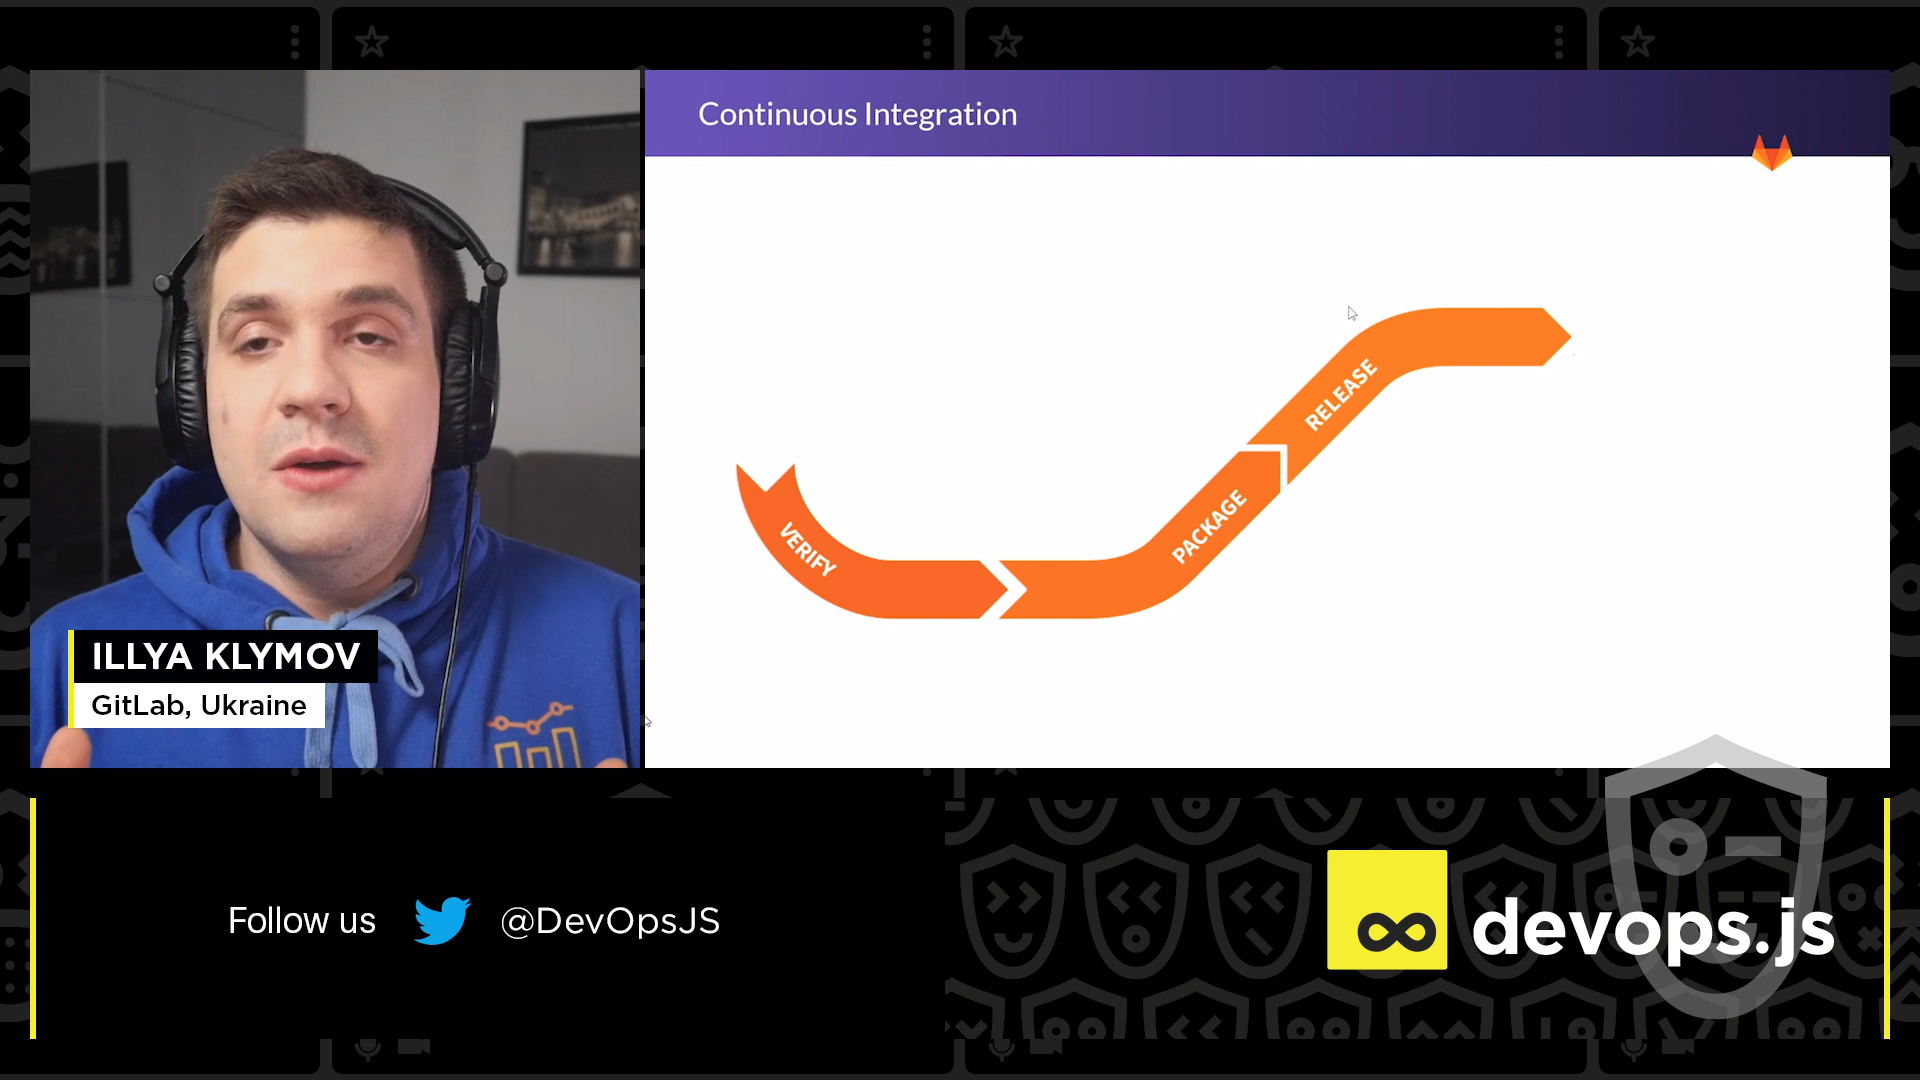 Continuous Integration
VERIFY
PACKAGE
RELEASE
ILLYA KLYMOV
GitLab, Ukraine
Follow us @DevOpsJS
devops.js